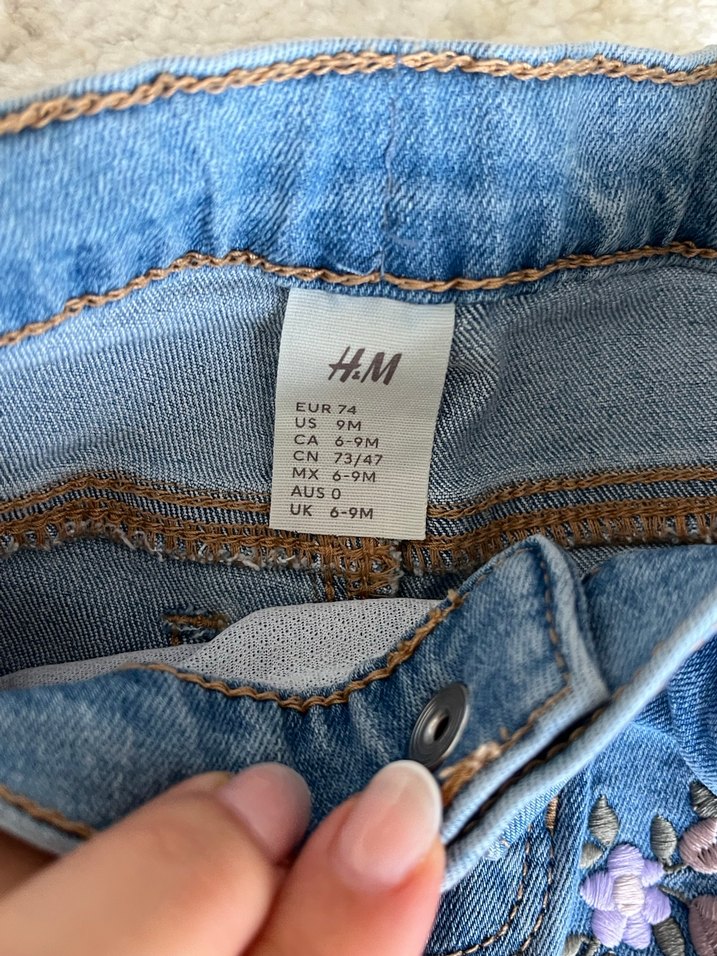 H&M
EUR 74
US 9M
CA 6-9M
CN 73/47
MX 6-9M
AUS 0
UK 6-9M